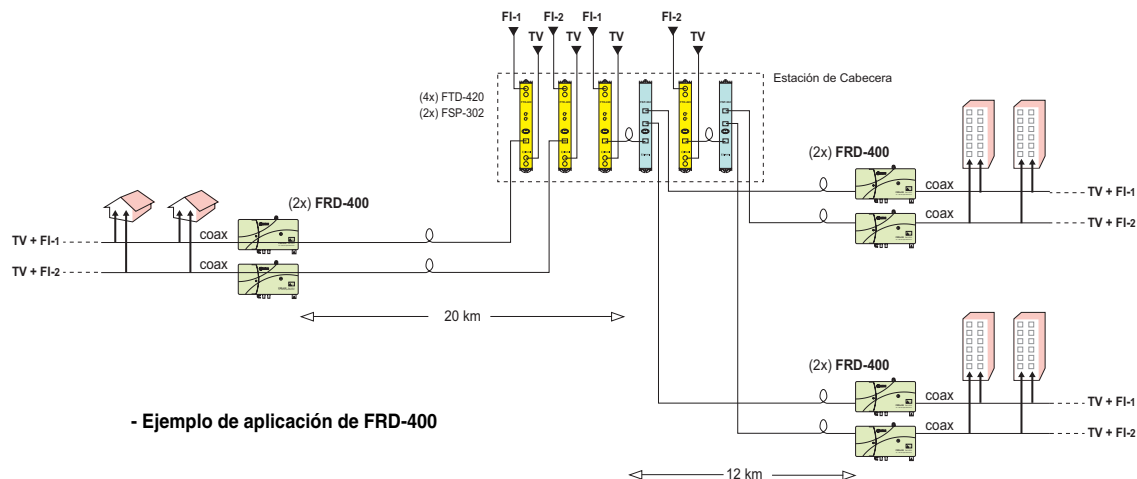 FI-1 FI-2 FI-1 FI-2
TV TV TV TV
Estación de Cabecera
(4x) FTD-420
(2x) FSP-302
(2x) FRD-400
coax
TV + FI-1
TV + FI-2
(2x) FRD-400
TV + FI-1
coax
TV + FI-2
coax
coax
20 km
(2x) FRD-400
coax
TV + FI-1
coax
TV + FI-2
- Ejemplo de aplicación de FRD-400
12 km